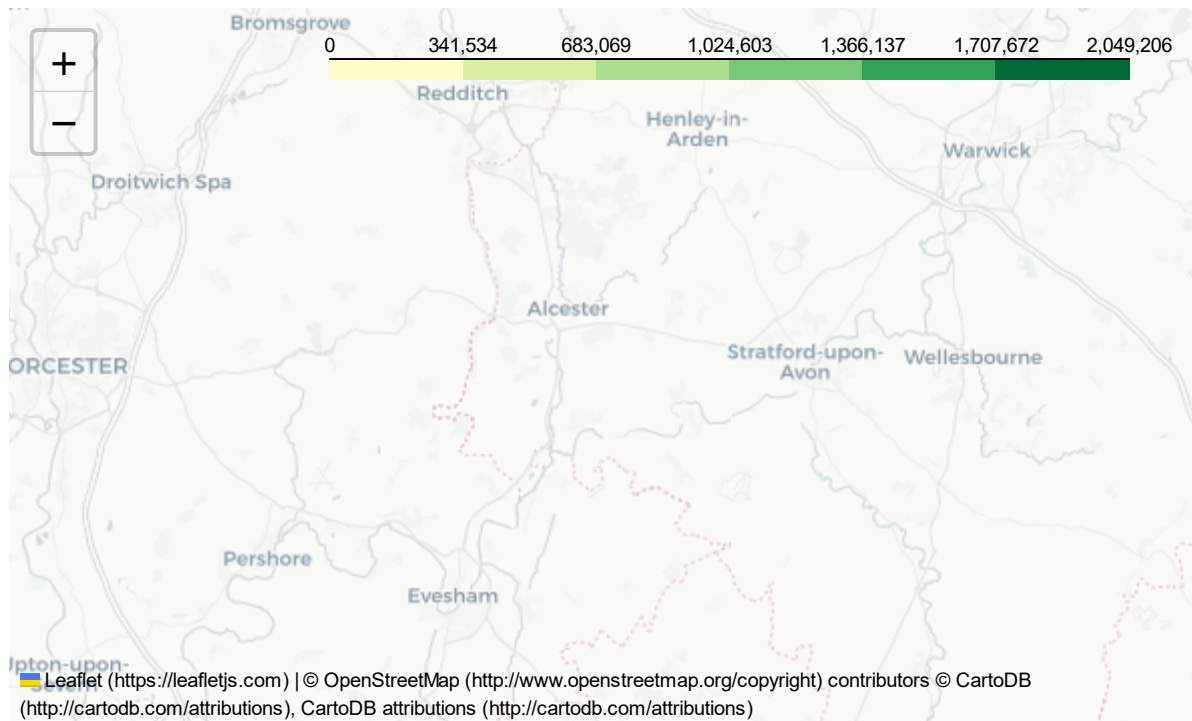 Bromsgrove
+
0 341,534 683,069 1,024,603 1,366,137 1,707,672 2,049,206
Redditch
−
Henley-in-
Arden
Warwick
Droitwich Spa
Alcester
ORCESTER
Stratford-upon-
Avon
Wellesbourne
Pershore
Evesham
Upton-upon-
Severn
Leaflet (https://leafletjs.com) | © OpenStreetMap (http://www.openstreetmap.org/copyright) contributors © CartoDB
(http://cartodb.com/attributions), CartoDB attributions (http://cartodb.com/attributions)